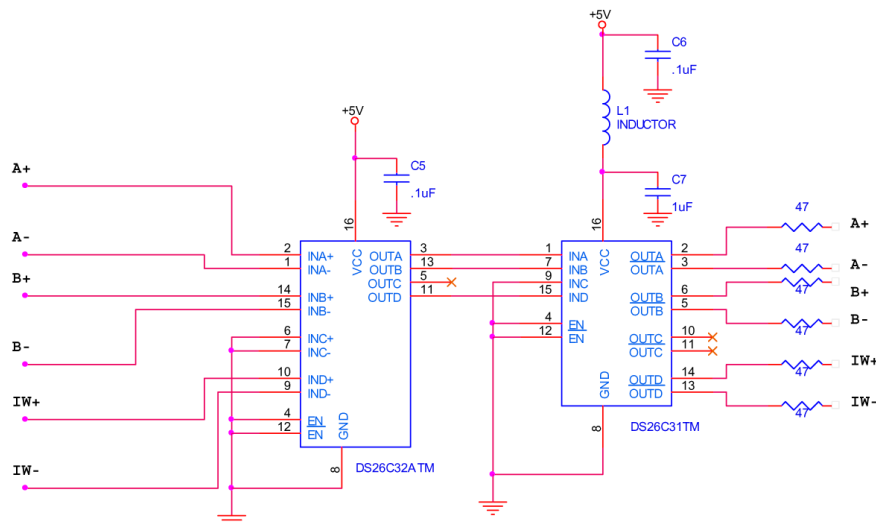 +5V
C6
.1uF
L1
INDUCTOR
+5V
C5
.1uF
C7
1uF
A+
A-
B+
B-
IW+
IW-
16
VCC
2 INA+ OUTA 3
1 INA- OUTB 13
OUTC 5
14 INB+ OUTD 11
15 INB-
6 INC+
7 INC-
10 IND+
9 IND-
4 EN
12 EN
GND
8
DS26C32ATM
16
VCC
1 INA OUTA 2
7 INB OUTA 3
9 INC
15 IND OUTB 6
OUTB 5
4 EN
12 EN OUTC 10
OUTC 11
OUTD 14
OUTD 13
GND
8
DS26C31TM
47
A+
47
A-
B+
47
B-
47
IW+
47
IW-
47